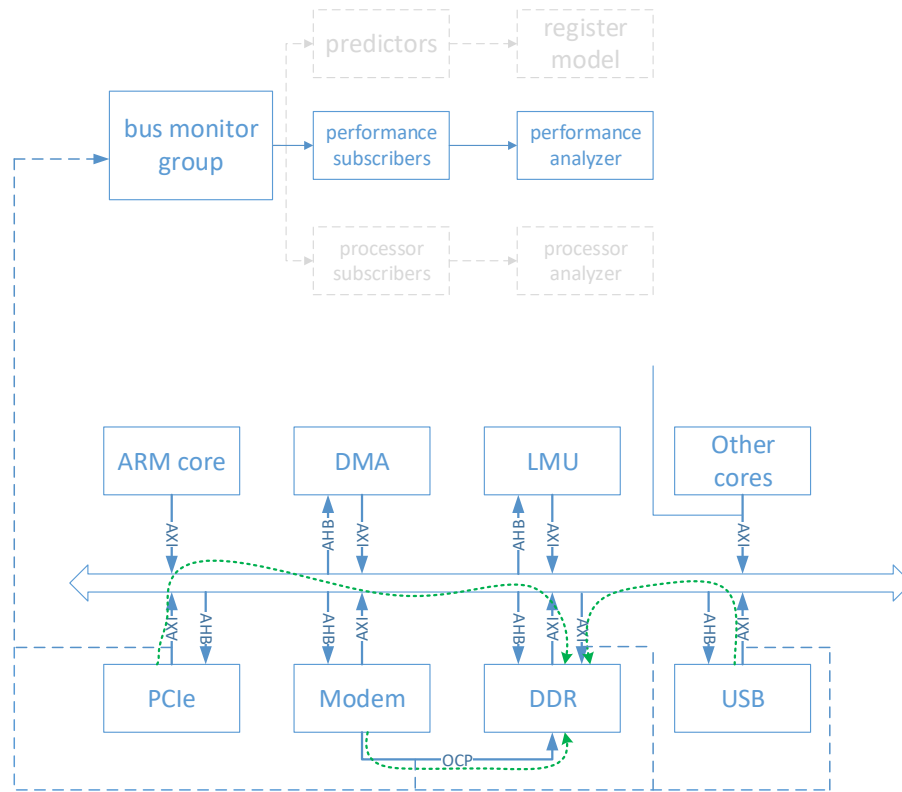 predictors
register
model
bus monitor
group
performance
subscribers
performance
analyzer
processor
subscribers
processor
analyzer
ARM core
DMA
LMU
Other
cores
AXI
AHB
AXI
AHB
AXI
AXI
AXI
AHB
AHB
AXI
AHB
AXI
AXI
AHB
AXI
PCIe
Modem
DDR
USB
OCP